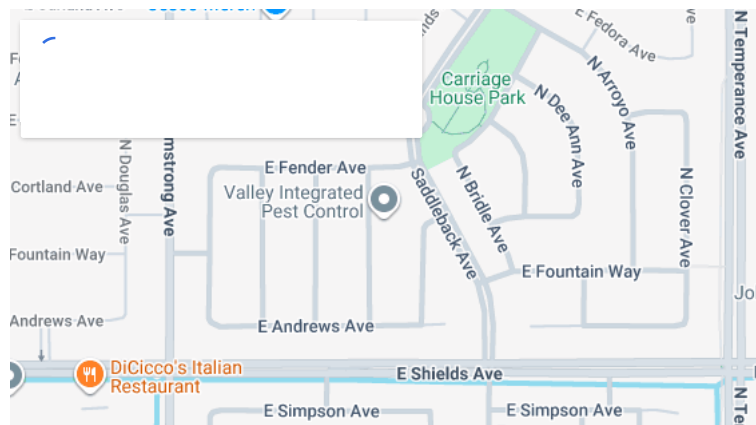 E Fedora Ave
N Temperance Ave
Carriage
House Park
N Arroyo Ave
N Dee Ann Ave
N Douglas Ave
E Fender Ave
Valley Integrated
Pest Control
Cortland Ave
Saddleback Ave
N Bridle Ave
N Clover Ave
Fountain Way
E Fountain Way
Andrews Ave
E Andrews Ave
DiCicco's Italian
Restaurant
E Shields Ave
E Simpson Ave
E Simpson Ave